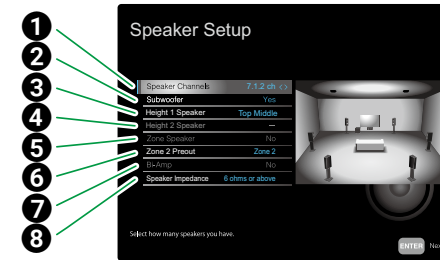 Speaker Setup
1
2
3
4
5
6
7
8
Speaker Channels 7.1.2 ch < >
Subwoofer Yes
Height 1 Speaker Top Middle
Height 2 Speaker —
Zone Speaker No
Zone 2 Preout Zone 2
Bi-Amp No
Speaker Impedance 6 ohms or above
Select how many speakers you have.
ENTER Nex